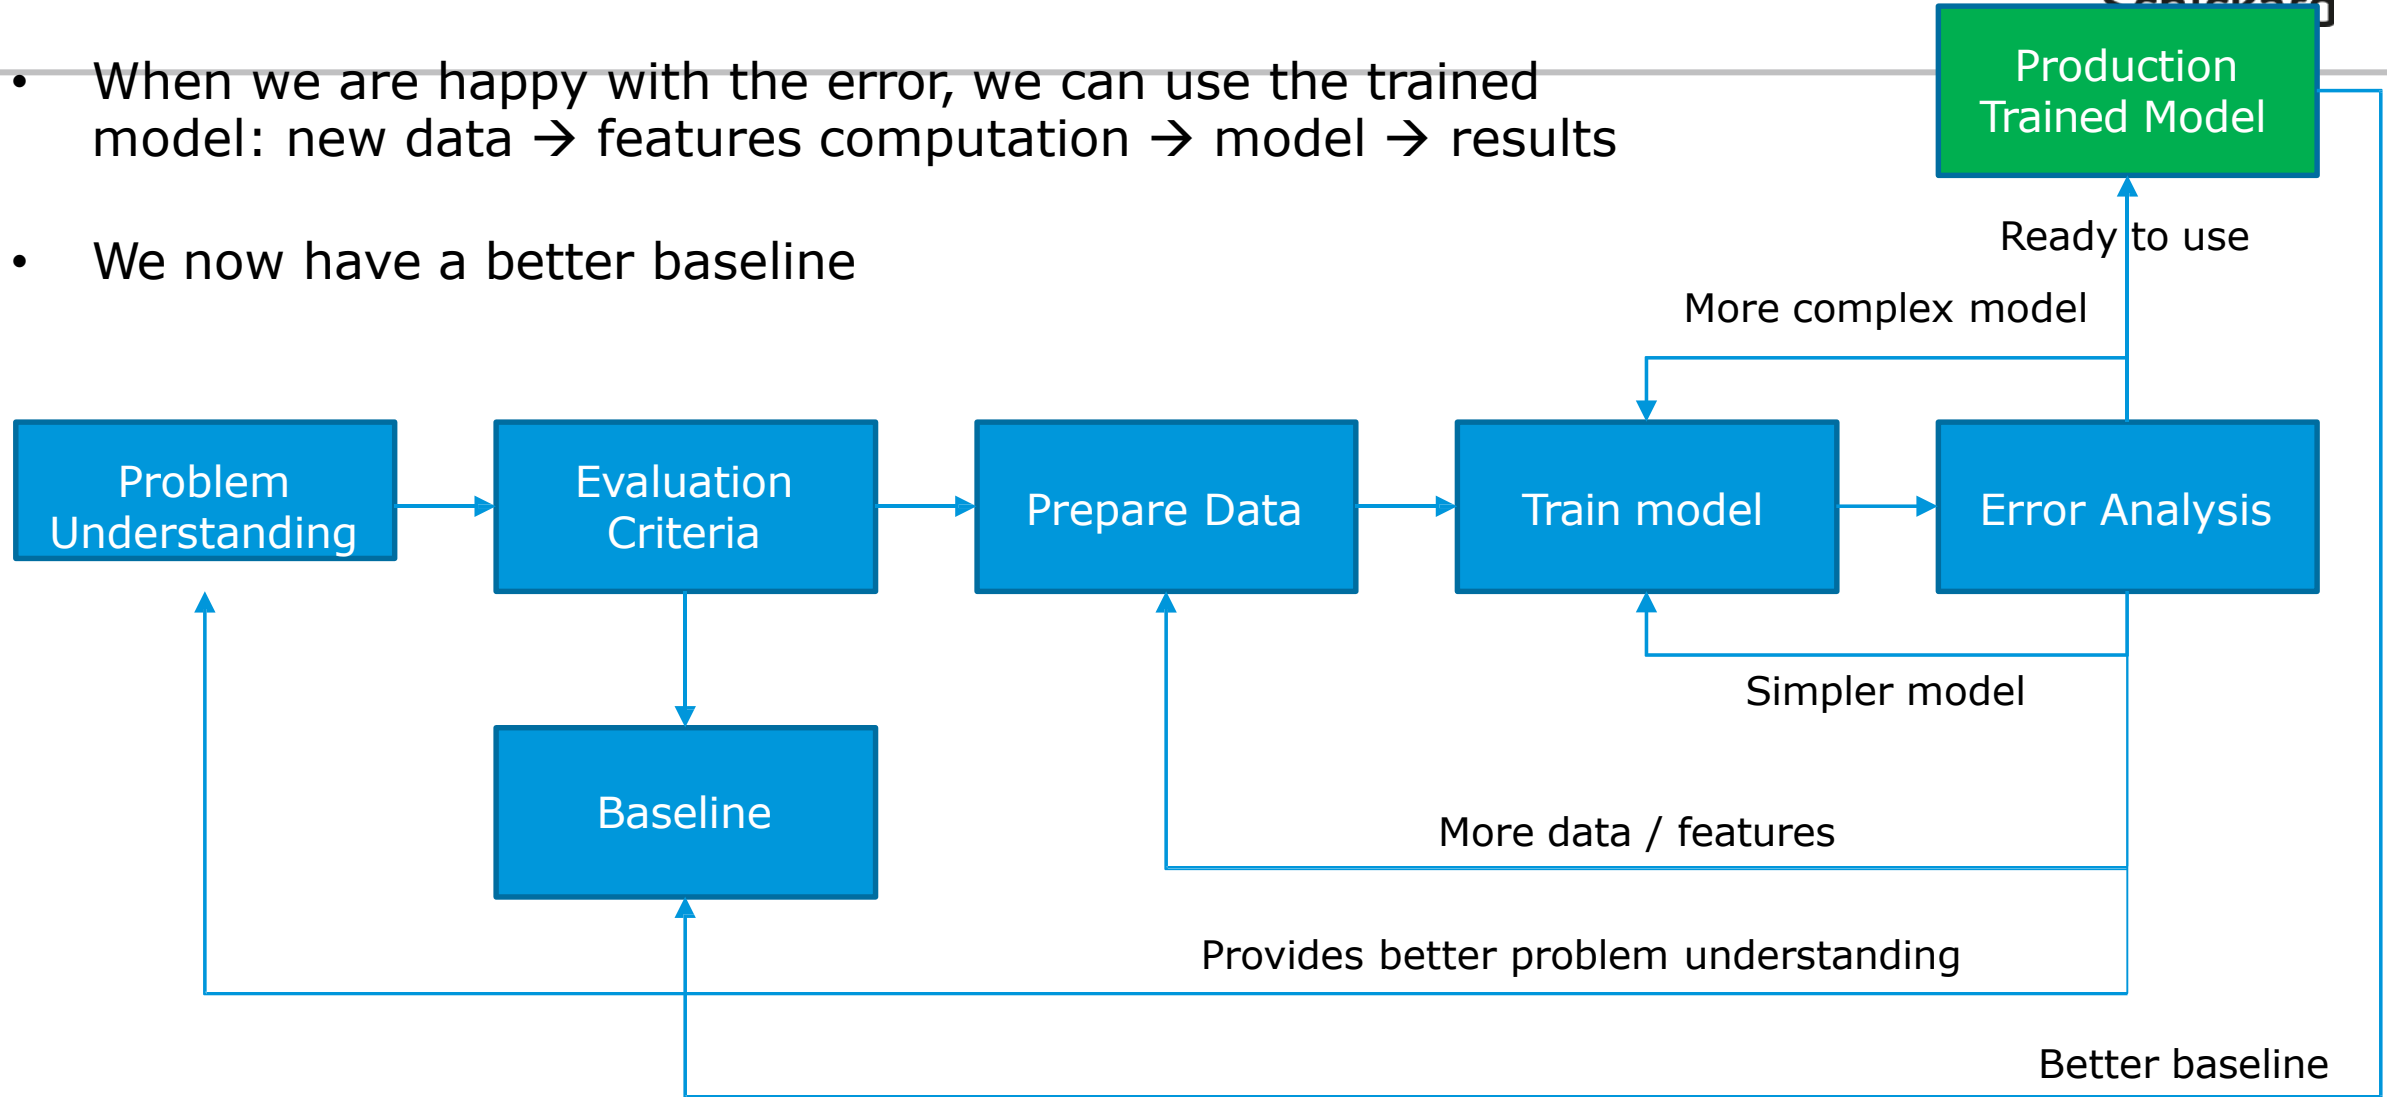 • When we are happy with the error, we can use the trained
model: new data → features computation → model → results
• We now have a better baseline
Production
Trained Model
Ready to use
More complex model
Problem
Understanding
Evaluation
Criteria
Prepare Data
Train model
Error Analysis
Simpler model
Baseline
More data / features
Provides better problem understanding
Better baseline